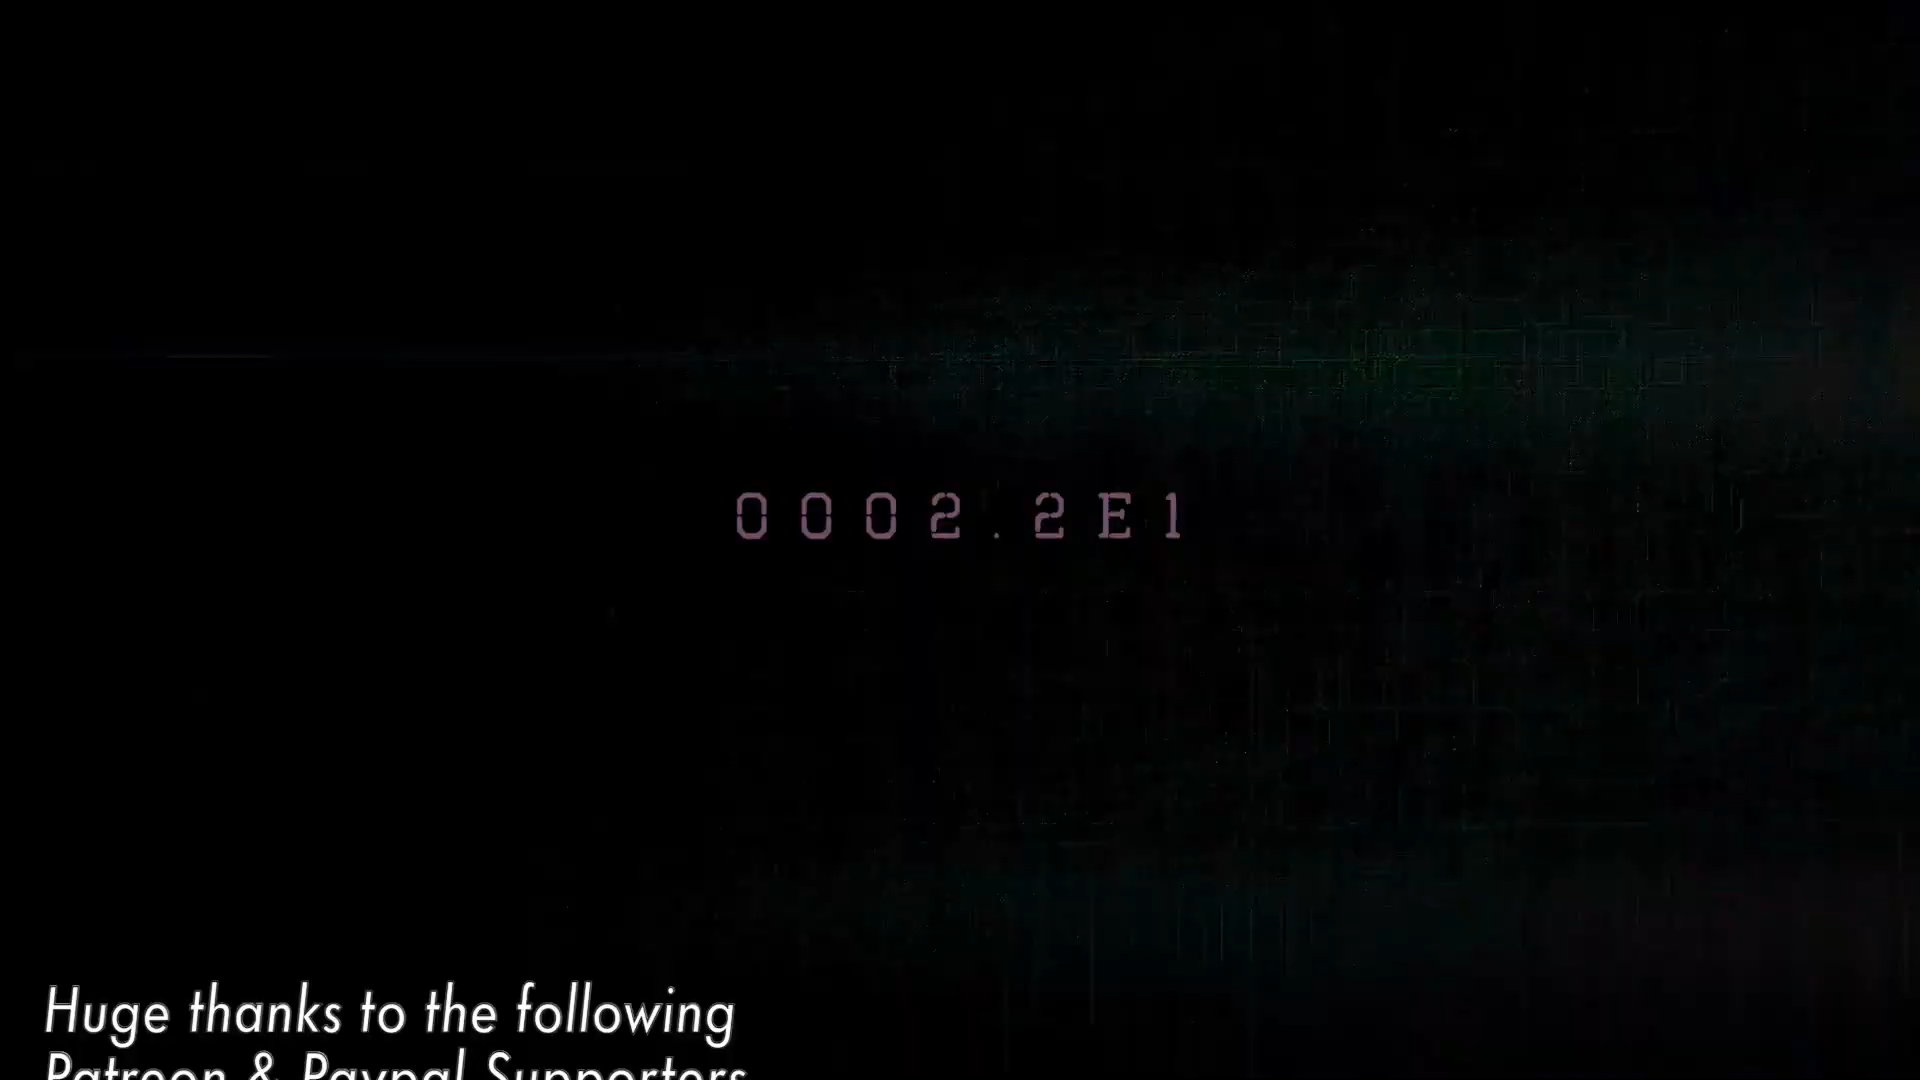 0002.2E1
Huge thanks to the following
Patreon & Paypal Supporters